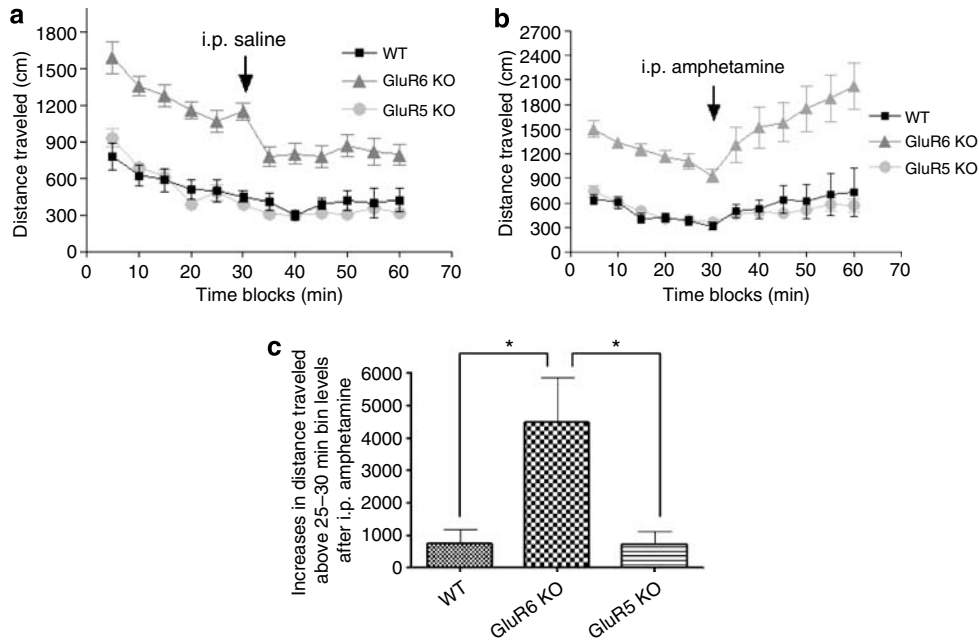 a
Distance traveled (cm)
1800
1500
1200
900
600
300
0
i.p. saline
WT
GluR6 KO
GluR5 KO
0 10 20 30 40 50 60 70
Time blocks (min)
b
Distance traveled (cm)
2700
2400
2100
1800
1500
1200
900
600
300
0
i.p. amphetamine
WT
GluR6 KO
GluR5 KO
0 10 20 30 40 50 60 70
Time blocks (min)
c
Increases in distance traveled
above 25–30 min bin levels
after i.p. amphetamine
6000
5000
4000
3000
2000
1000
0
* *
WT
GluR6 KO
GluR5 KO